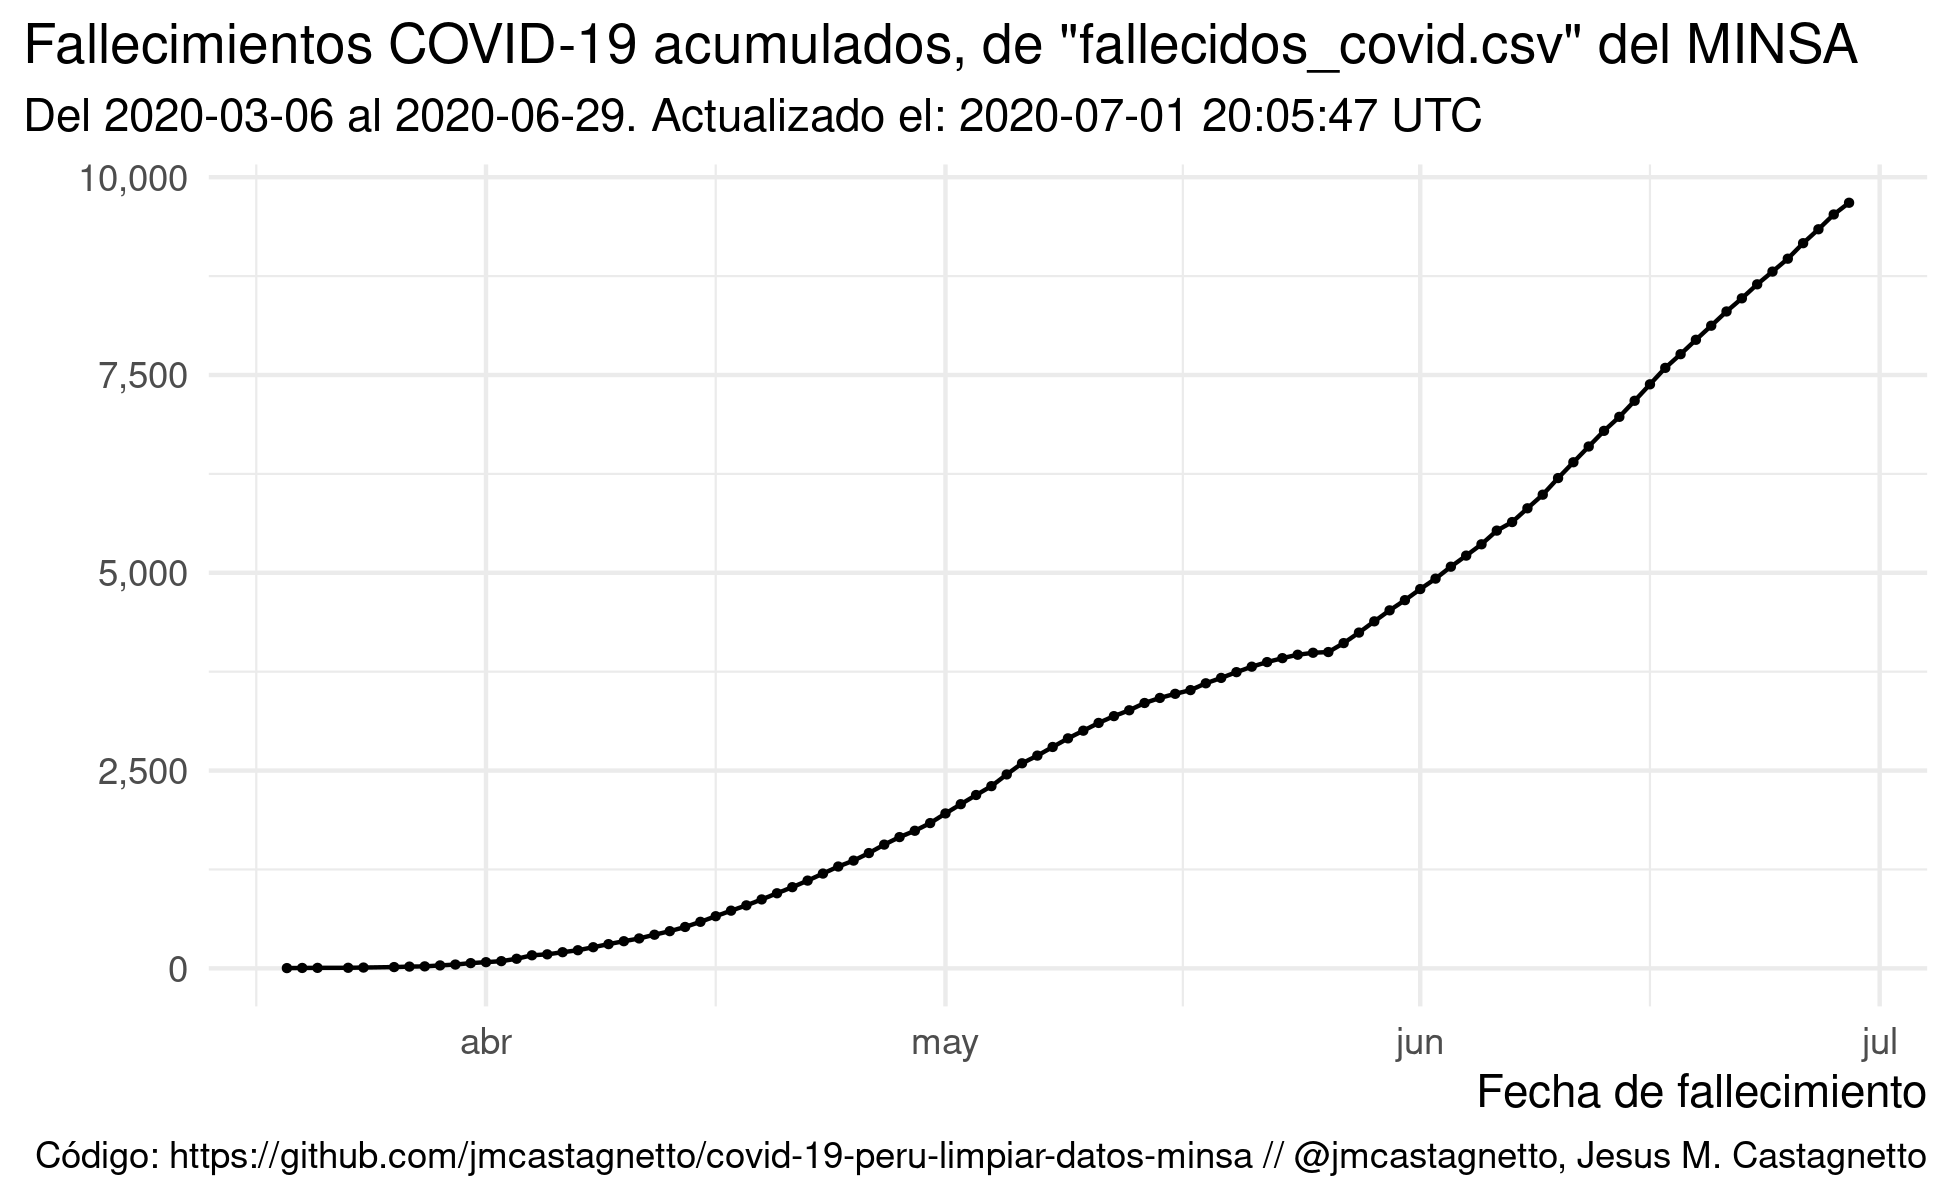 Fallecimientos COVID-19 acumulados, de "fallecidos_covid.csv" del MINSA
Del 2020-03-06 al 2020-06-29. Actualizado el: 2020-07-01 20:05:47 UTC
10,000
7,500
5,000
2,500
0
abr may jun jul
Fecha de fallecimiento
Código: https://github.com/jmcastagnetto/covid-19-peru-limpiar-datos-minsa // @jmcastagnetto, Jesus M. Castagnetto